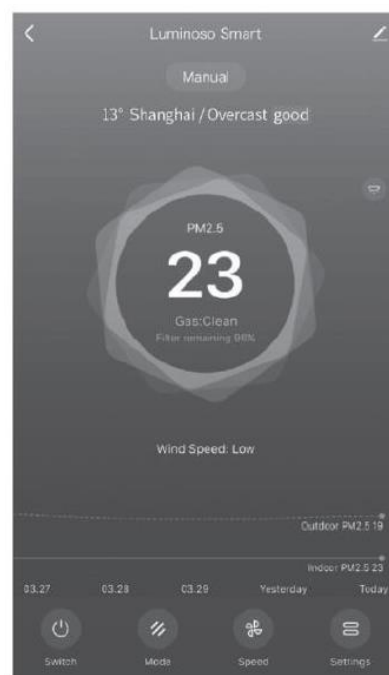 Luminoso Smart
Manual
13° Shanghai / Overcast good
PM2.5
23
Gas:Clean
Filter remaining 98%
Wind Speed: Low
Outdoor PM2.5 19
Indoor PM2.5 23
03.27 03.28 03.29 Yesterday Today
Switch Mode Speed Settings